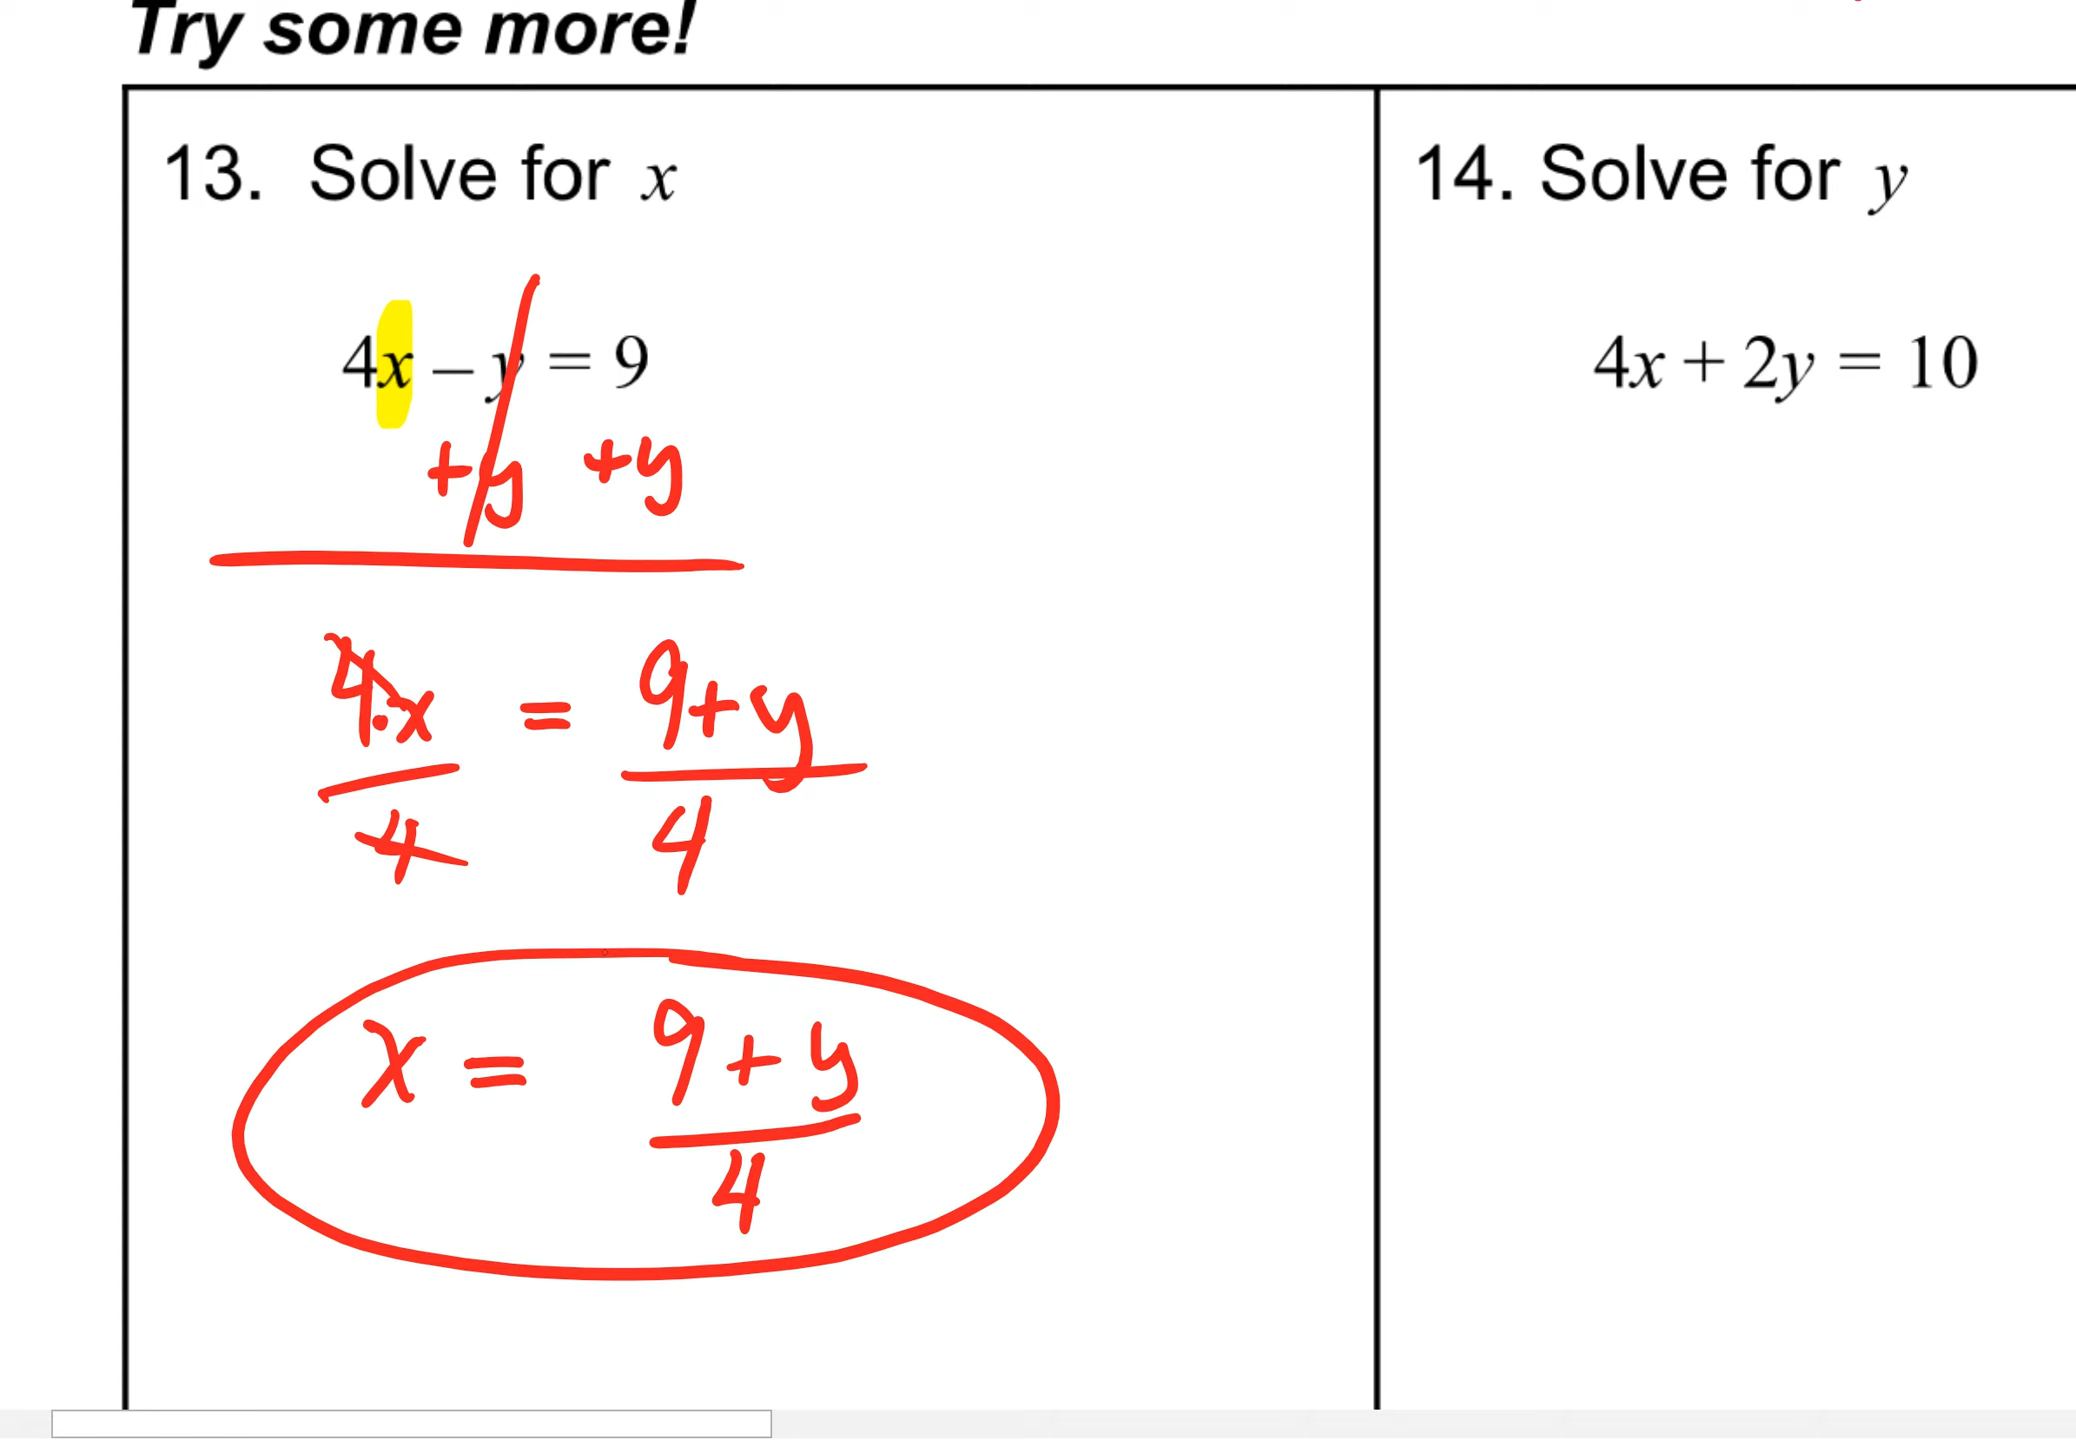 Try some more!
13. Solve for x
4x – y = 9
+y +y
4·x = 9+y
4 4
x = 9+y
4
14. Solve for y
4x + 2y = 10